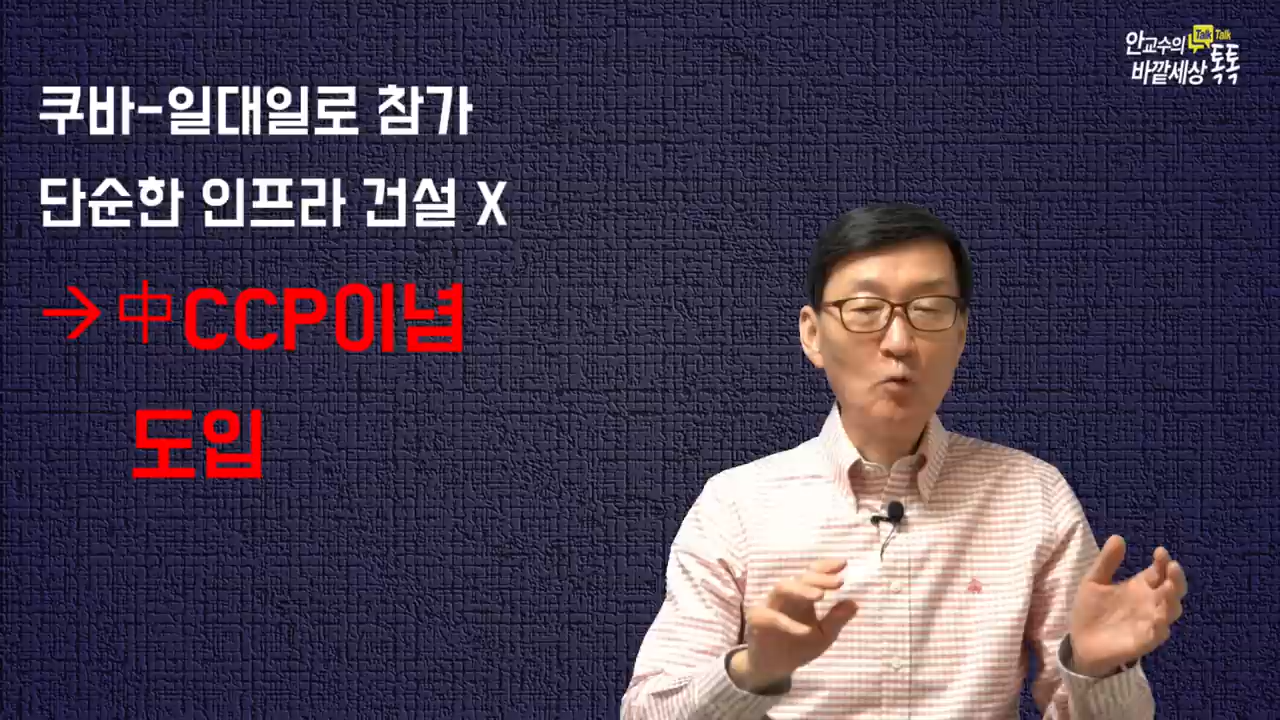 쿠바-일대일로 참가
단순한 인프라 건설 X
→中CCP이념
도입
안교수의 Talk Talk
바깥세상 톡톡